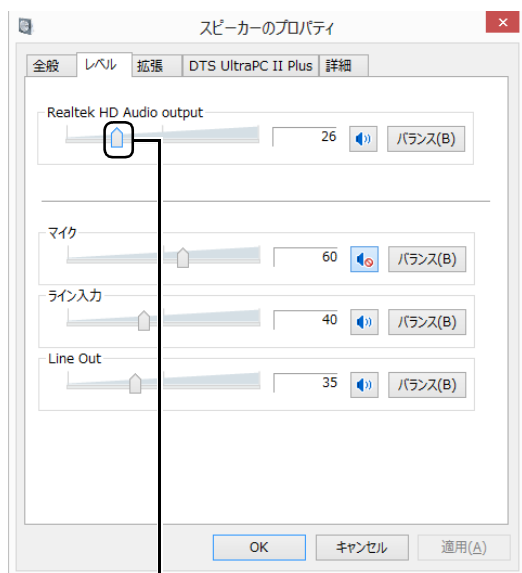 スピーカーのプロパティ
全般 レベル 拡張 DTS UltraPC II Plus 詳細
Realtek HD Audio output
26 バランス(B)
マイク
60 バランス(B)
ライン入力
40 バランス(B)
Line Out
35 バランス(B)
OK キャンセル 適用(A)